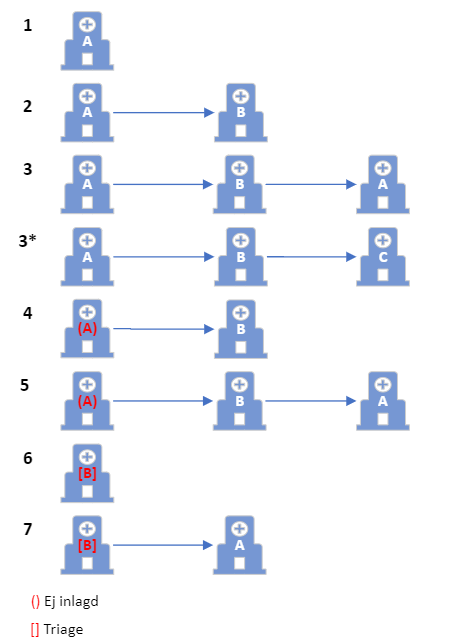 1 A
2 A B
3 A B A
3* A B C
4 (A) B
5 (A) B A
6 [B]
7 [B] A
() Ej inlagd
[] Triage